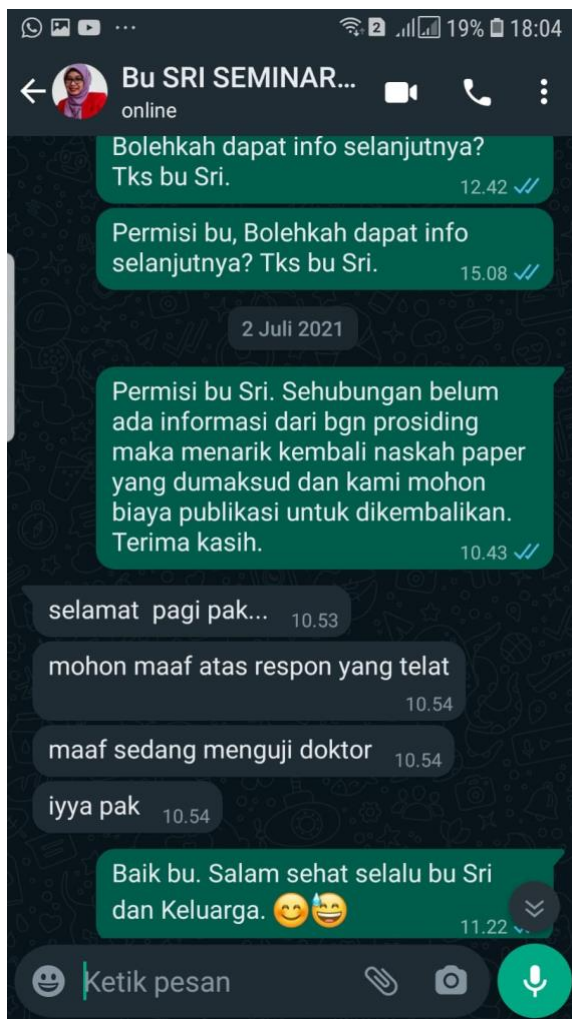 2 19% 18:04
Bu SRI SEMINAR...
online
Bolehkah dapat info selanjutnya?
Tks bu Sri.
12.42
Permisi bu, Bolehkah dapat info
selanjutnya? Tks bu Sri.
15.08
2 Juli 2021
Permisi bu Sri. Sehubungan belum
ada informasi dari bgn prosiding
maka menarik kembali naskah paper
yang dumaksud dan kami mohon
biaya publikasi untuk dikembalikan.
Terima kasih.
10.43
selamat pagi pak... 10.53
mohon maaf atas respon yang telat
10.54
maaf sedang menguji doktor 10.54
iyya pak 10.54
Baik bu. Salam sehat selalu bu Sri
dan Keluarga. 😊😅
11.22
Ketik pesan